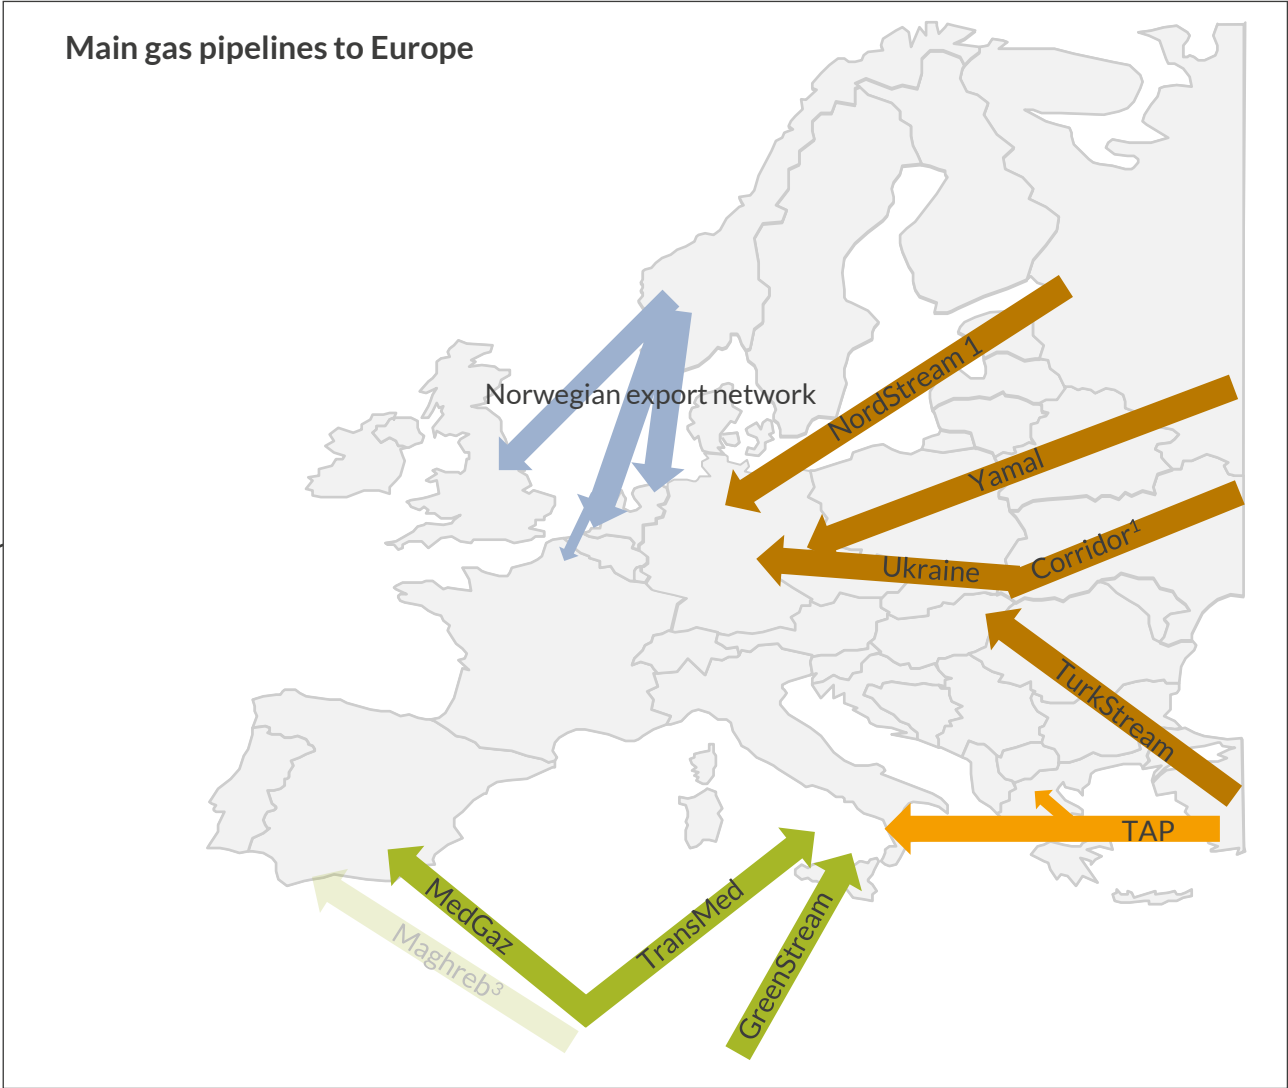 Main gas pipelines to Europe
NordStream 1
Norwegian export network
Yamal
Corridor¹
Ukraine
TurkStream
TAP
MedGaz
TransMed
GreenStream
Maghreb³